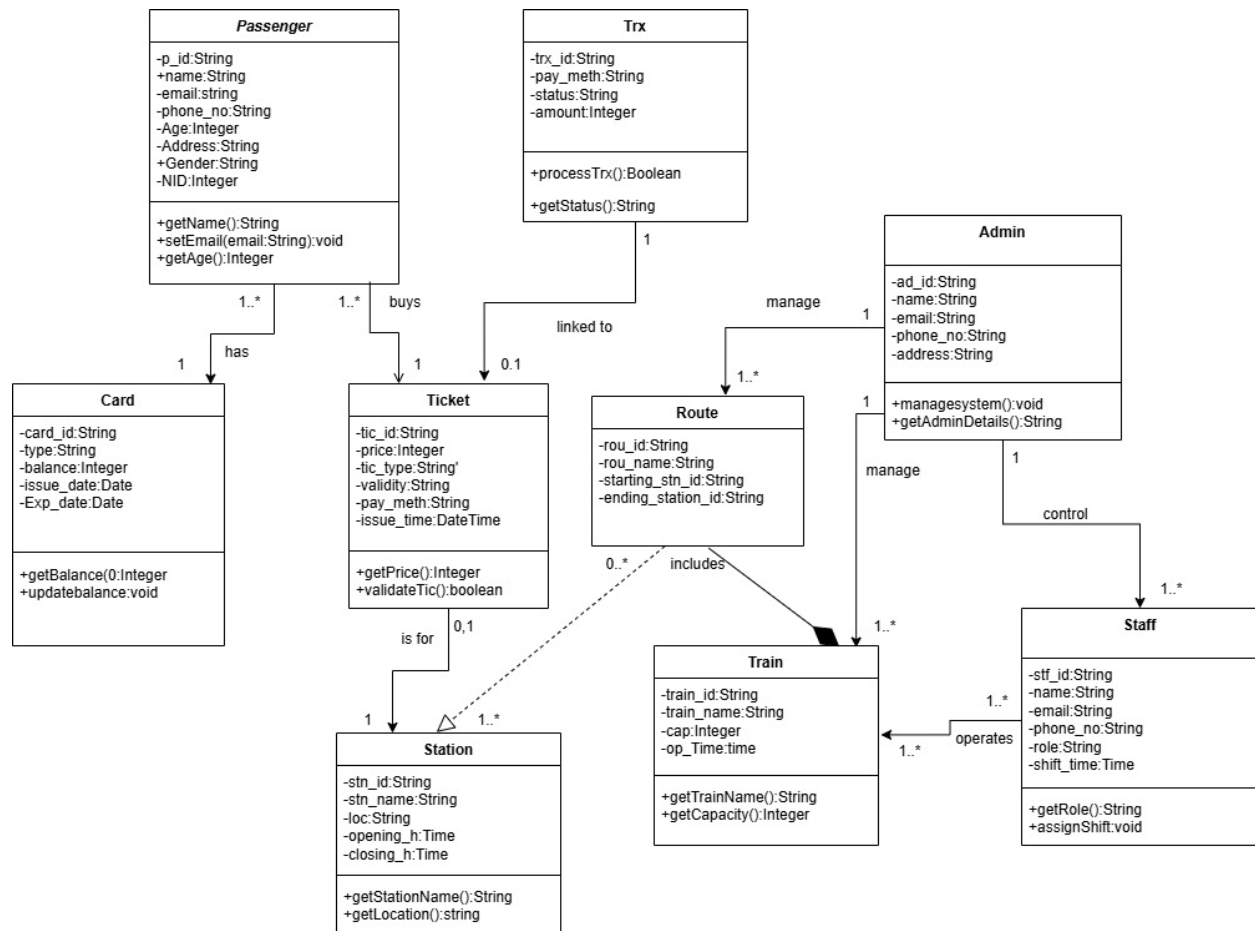 Passenger
-p_id:String
+name:String
-email:string
-phone_no:String
-Age:Integer
-Address:String
+Gender:String
-NID:Integer
+getName():String
+setEmail(email:String):void
+getAge():Integer
Trx
-trx_id:String
-pay_meth:String
-status:String
-amount:Integer
+processTrx():Boolean
+getStatus():String
Admin
-ad_id:String
-name:String
-email:String
-phone_no:String
-address:String
+managesystem():void
+getAdminDetails():String
1..*
1..*
buys
1
has
1
1
linked to
0.1
manage
1
1..*
1
manage
1
control
1..*
1..*
Card
-card_id:String
-type:String
-balance:Integer
-issue_date:Date
-Exp_date:Date
+getBalance(0:Integer
+updatebalance:void
Ticket
-tic_id:String
-price:Integer
-tic_type:String'
-validity:String
-pay_meth:String
-issue_time:DateTime
+getPrice():Integer
+validateTic():boolean
Route
-rou_id:String
-rou_name:String
-starting_stn_id:String
-ending_station_id:String
0..*
includes
is for
0,1
1
1..*
Station
-stn_id:String
-stn_name:String
-loc:String
-opening_h:Time
-closing_h:Time
+getStationName():String
+getLocation():string
Train
-train_id:String
-train_name:String
-cap:Integer
-op_Time:time
+getTrainName():String
+getCapacity():Integer
1..*
operates
1..*
Staff
-stf_id:String
-name:String
-email:String
-phone_no:String
-role:String
-shift_time:Time
+getRole():String
+assignShift:void